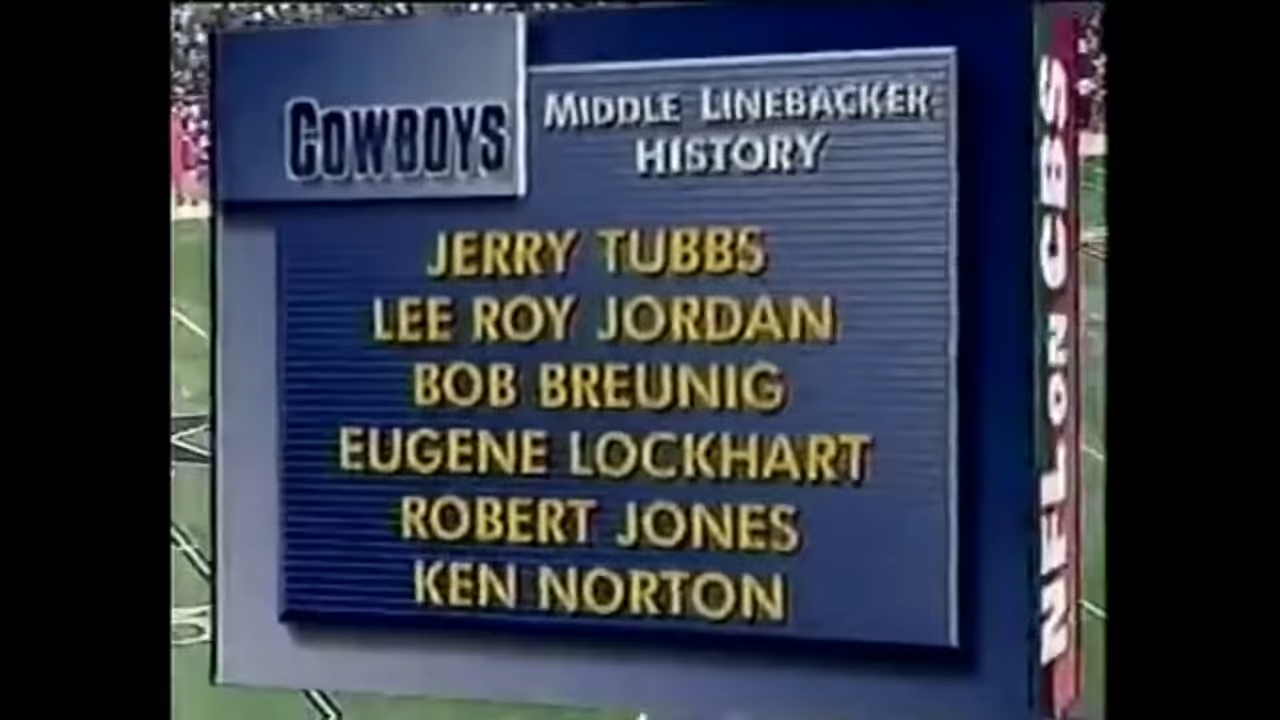 COWBOYS
MIDDLE LINEBACKER
HISTORY
JERRY TUBBS
LEE ROY JORDAN
BOB BREUNIG
EUGENE LOCKHART
ROBERT JONES
KEN NORTON
NFL ON CBS